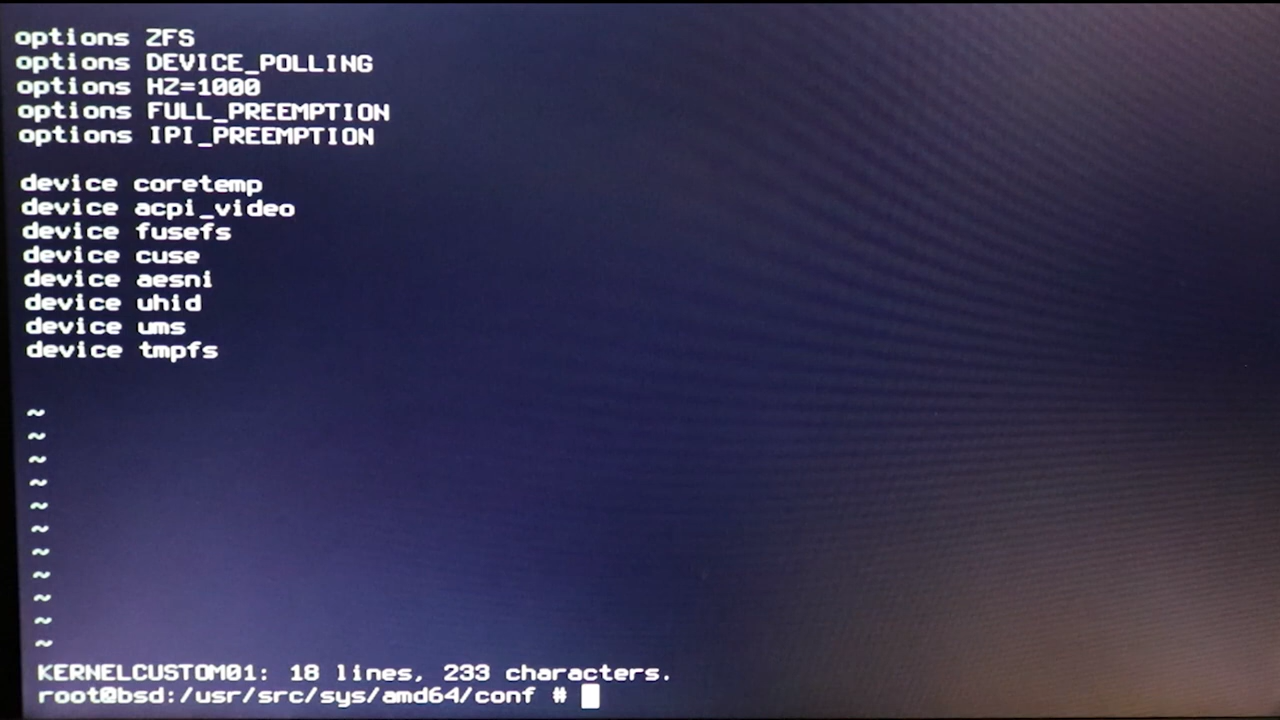 options ZFS
options DEVICE_POLLING
options HZ=1000
options FULL_PREEMPTION
options IPI_PREEMPTION
device coretemp
device acpi_video
device fusefs
device cuse
device aesni
device uhid
device ums
device tmpfs
~
~
~
~
~
~
~
~
~
~
~
KERNELCUSTOM01: 18 lines, 233 characters.
root@bsd:/usr/src/sys/amd64/conf #